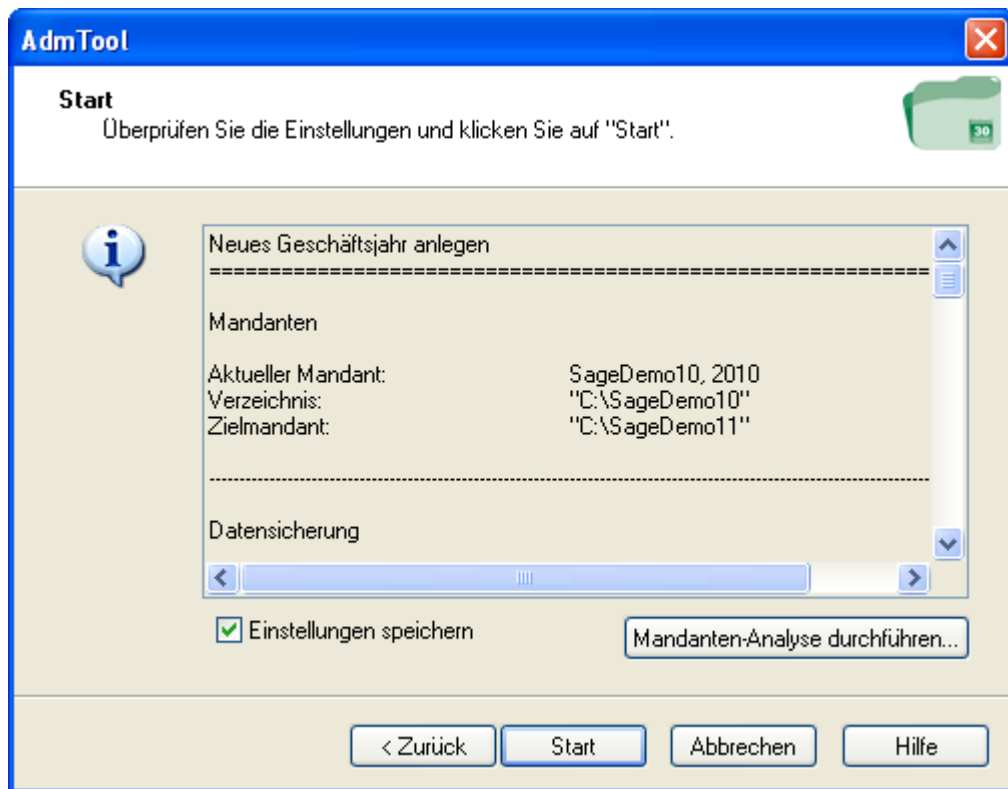 AdmTool
Start
Überprüfen Sie die Einstellungen und klicken Sie auf "Start".
30
Neues Geschäftsjahr anlegen
============================================================
Mandanten
Aktueller Mandant: SageDemo10, 2010
Verzeichnis: "C:\SageDemo10"
Zielmandant: "C:\SageDemo11"
------------------------------------------------------------
Datensicherung
Einstellungen speichern
Mandanten-Analyse durchführen...
< Zurück Start Abbrechen Hilfe